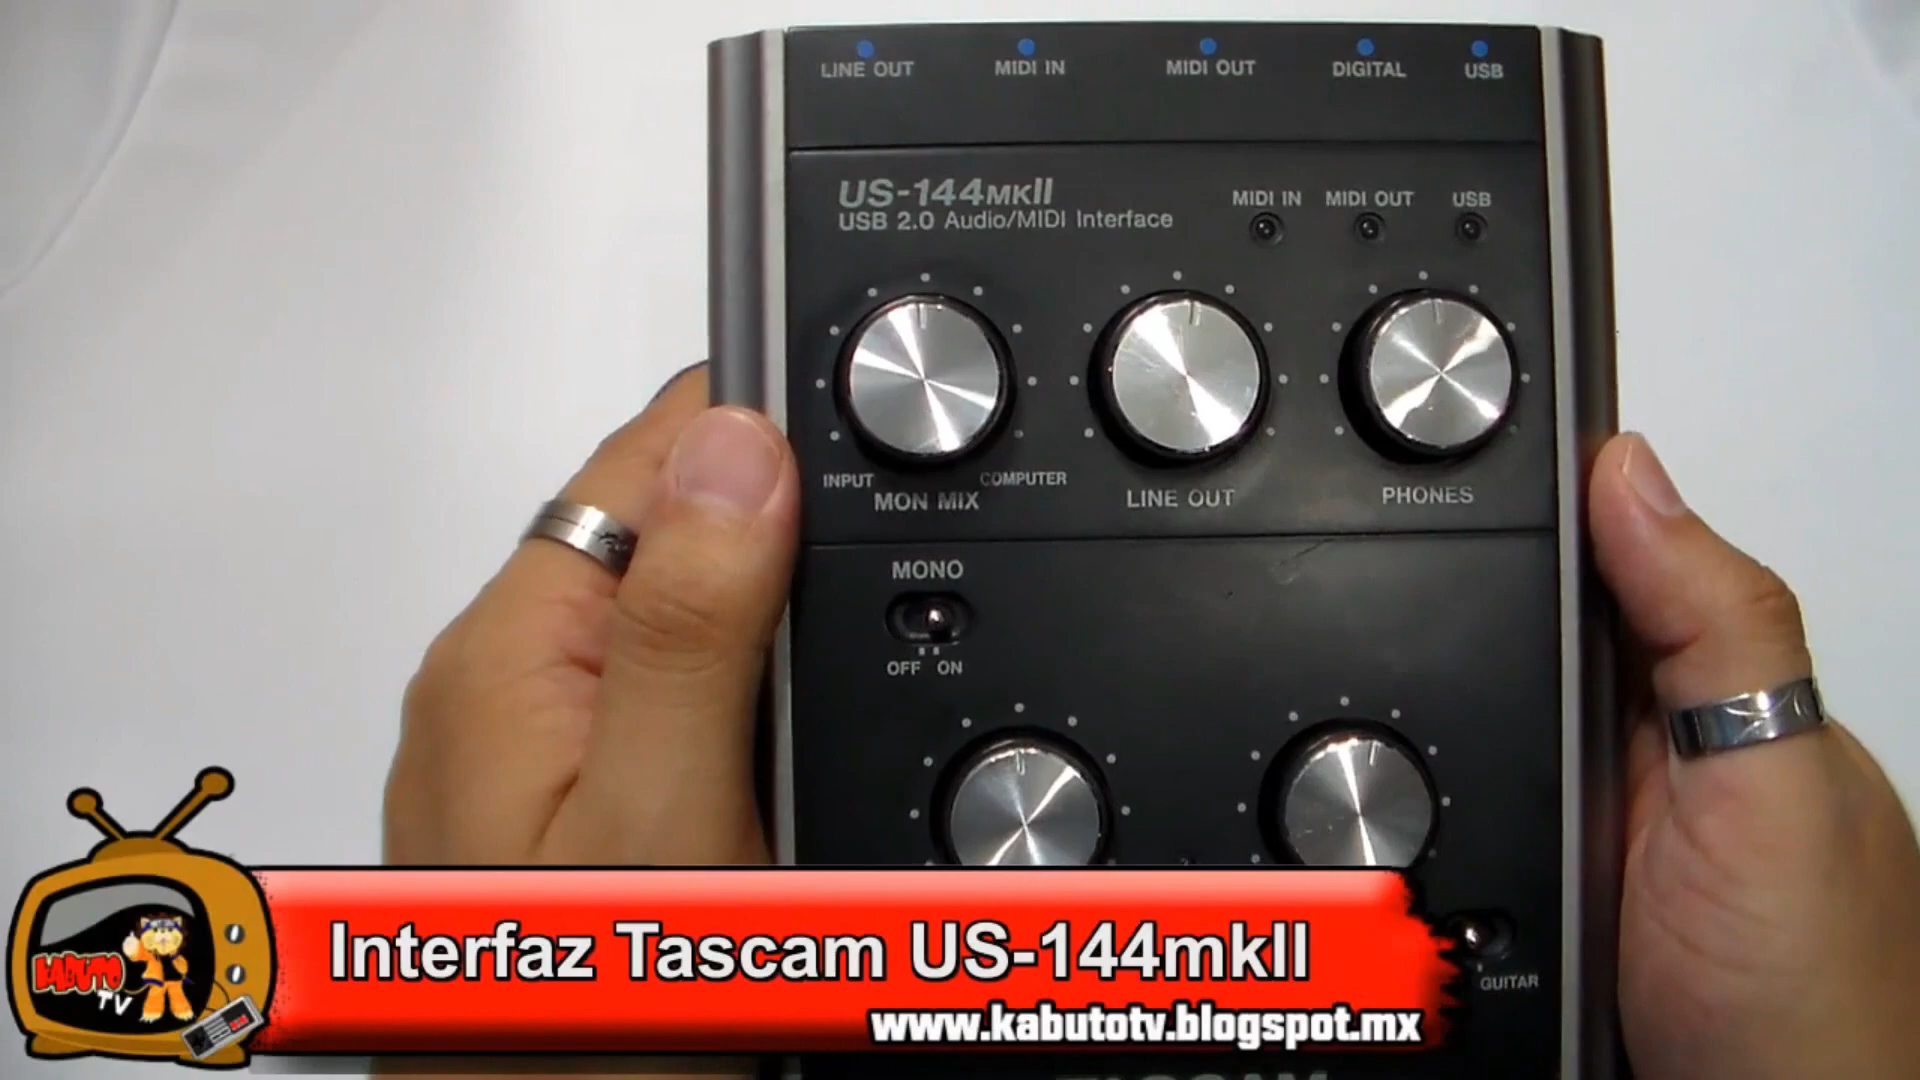 LINE OUT MIDI IN MIDI OUT DIGITAL USB
US-144MKII
USB 2.0 Audio/MIDI Interface
MIDI IN MIDI OUT USB
INPUT COMPUTER
MON MIX LINE OUT PHONES
MONO
OFF ON
GUITAR
KABUTO
TV
Interfaz Tascam US-144mkII
www.kabutotv.blogspot.mx